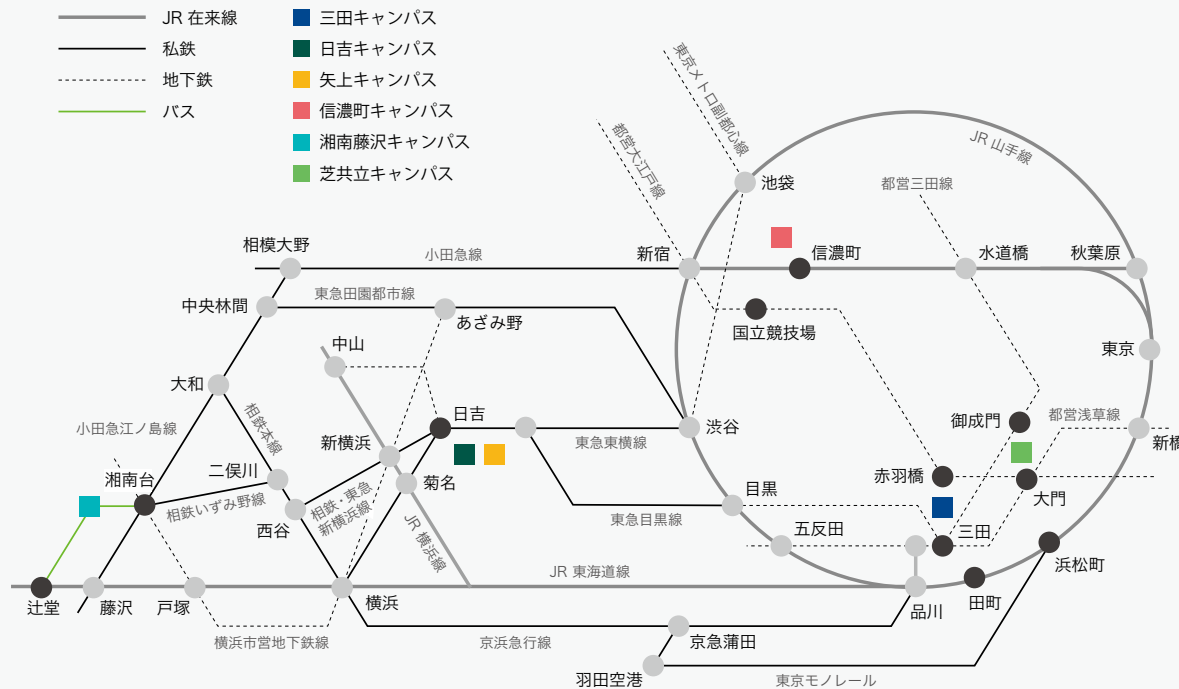 JR 在来線
私鉄
地下鉄
バス
三田キャンパス
日吉キャンパス
矢上キャンパス
信濃町キャンパス
湘南藤沢キャンパス
芝共立キャンパス
東京メトロ副都心線
都営大江戸線
JR 山手線
池袋
都営三田線
相模大野
小田急線
新宿
信濃町
水道橋
秋葉原
中央林間
東急田園都市線
あざみ野
国立競技場
中山
東京
大和
日吉
御成門
都営浅草線
小田急江ノ島線
相鉄本線
新横浜
東急東横線
渋谷
新橋
湘南台
二俣川
菊名
赤羽橋
大門
目黒
相鉄いずみ野線
西谷
相鉄・東急
新横浜線
JR 横浜線
東急目黒線
五反田
三田
浜松町
JR 東海道線
辻堂
藤沢
戸塚
横浜
品川
田町
横浜市営地下鉄線
京浜急行線
京急蒲田
羽田空港
東京モノレール